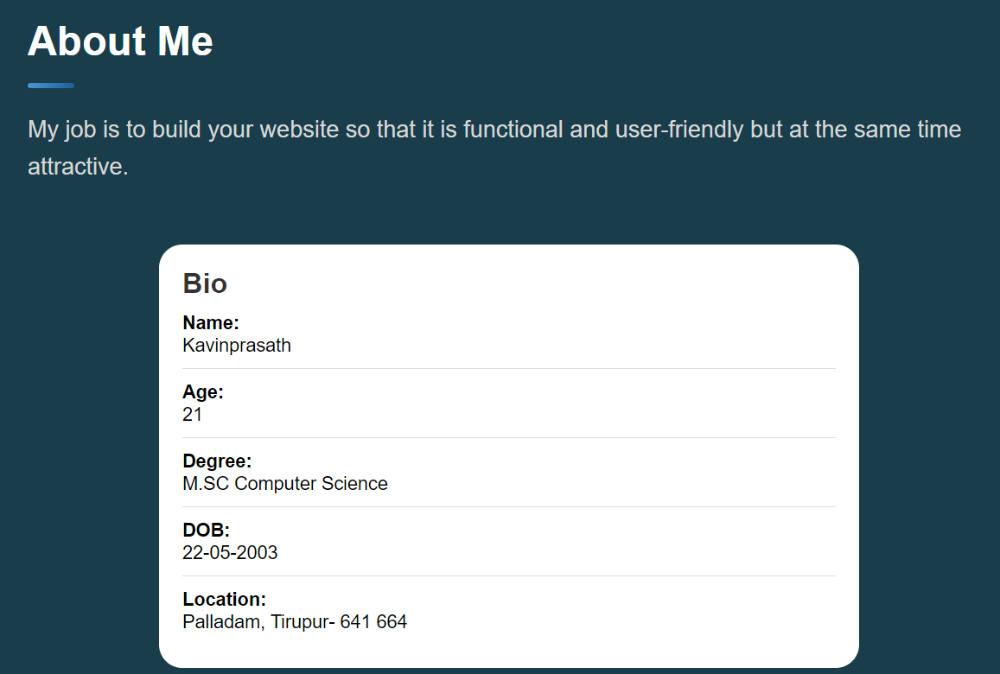 About Me
My job is to build your website so that it is functional and user-friendly but at the same time
attractive.
Bio
Name:
Kavinprasath
Age:
21
Degree:
M.SC Computer Science
DOB:
22-05-2003
Location:
Palladam, Tirupur- 641 664